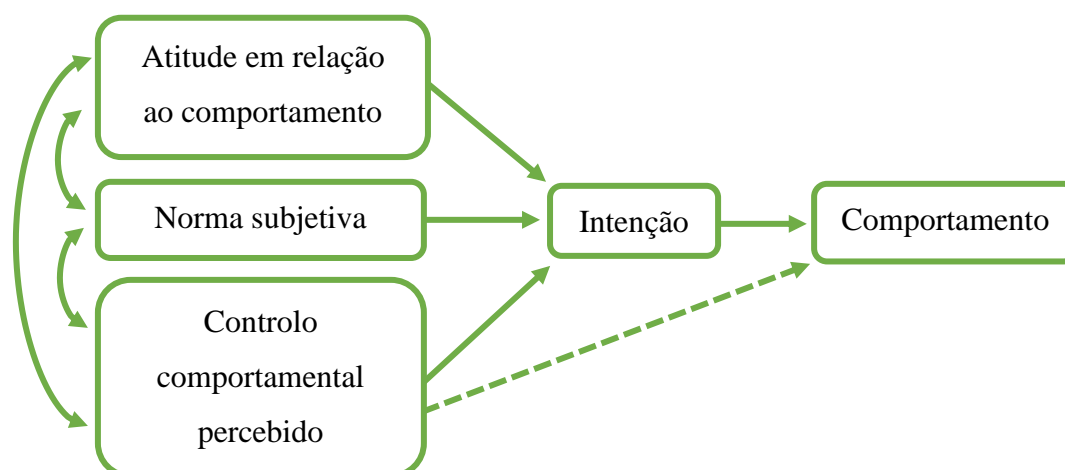 Atitude em relação
ao comportamento
Norma subjetiva
Controlo
comportamental
percebido
Intenção
Comportamento